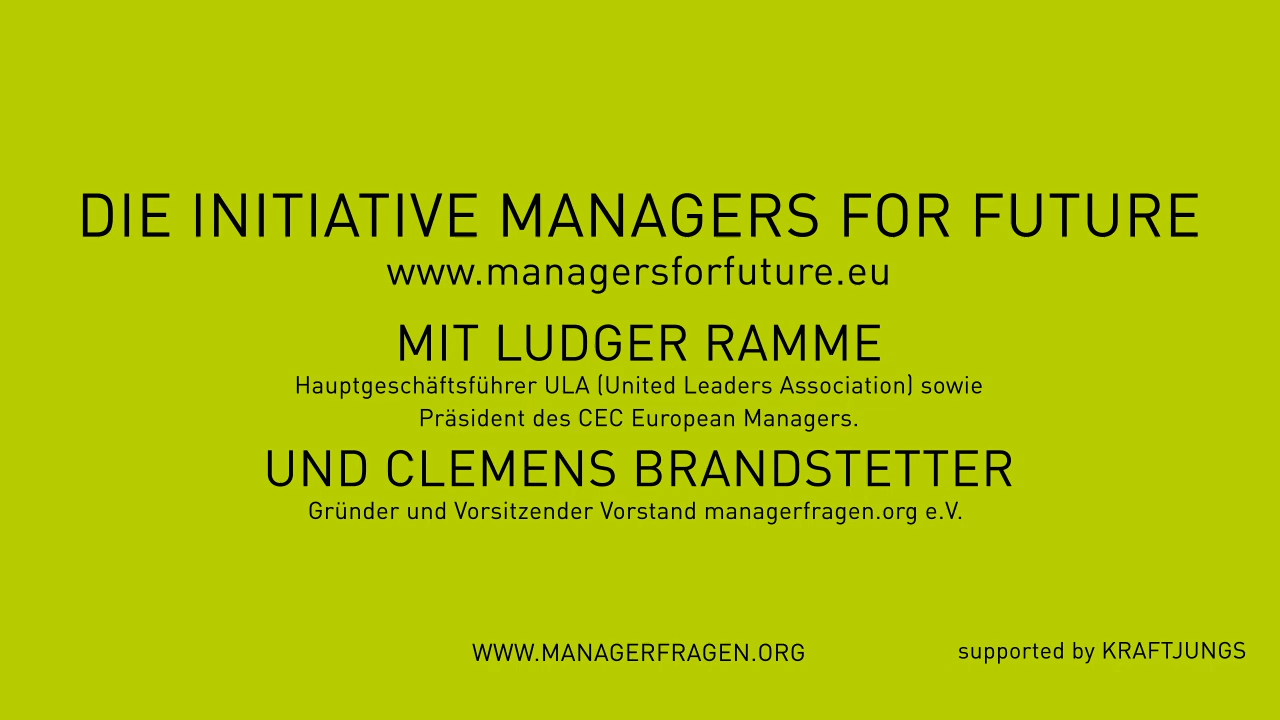 DIE INITIATIVE MANAGERS FOR FUTURE
www.managersforfuture.eu
MIT LUDGER RAMME
Hauptgeschäftsführer ULA (United Leaders Association) sowie
Präsident des CEC European Managers.
UND CLEMENS BRANDSTETTER
Gründer und Vorsitzender Vorstand managerfragen.org e.V.
WWW.MANAGERFRAGEN.ORG
supported by KRAFTJUNGS